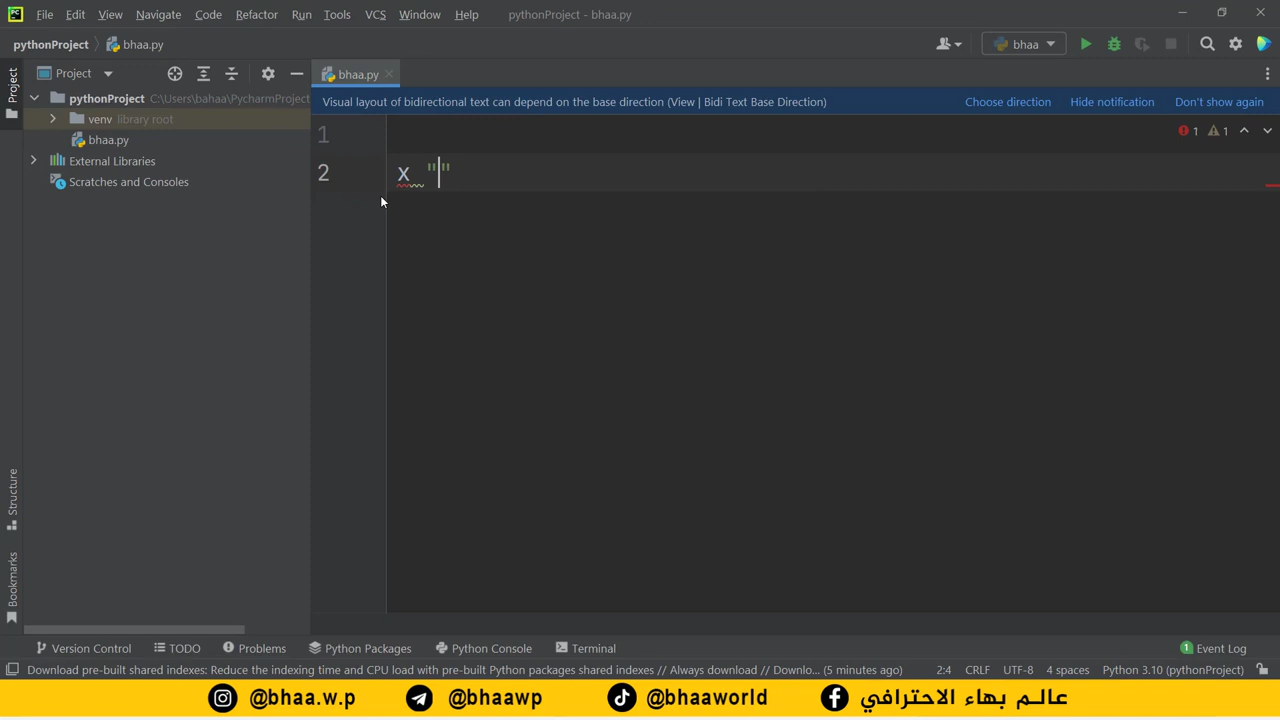 PC File Edit View Navigate Code Refactor Run Tools VCS Window Help pythonProject - bhaa.py
pythonProject bhaa.py bhaa
Project bhaa.py
Project
Visual layout of bidirectional text can depend on the base direction (View | Bidi Text Base Direction) Choose direction Hide notification Don't show again
pythonProject C:\Users\bahaa\PycharmProject
venv library root
bhaa.py
External Libraries
Scratches and Consoles
1 1
1
2 x ""
Structure
Bookmarks
Version Control TODO Problems Python Packages Python Console Terminal 1 Event Log
Download pre-built shared indexes: Reduce the indexing time and CPU load with pre-built Python packages shared indexes // Always download // Downlo... (5 minutes ago) 2:4 CRLF UTF-8 4 spaces Python 3.10 (pythonProject)
@bhaa.w.p @bhaawp @bhaaworld عالم بهاء الاحترافي